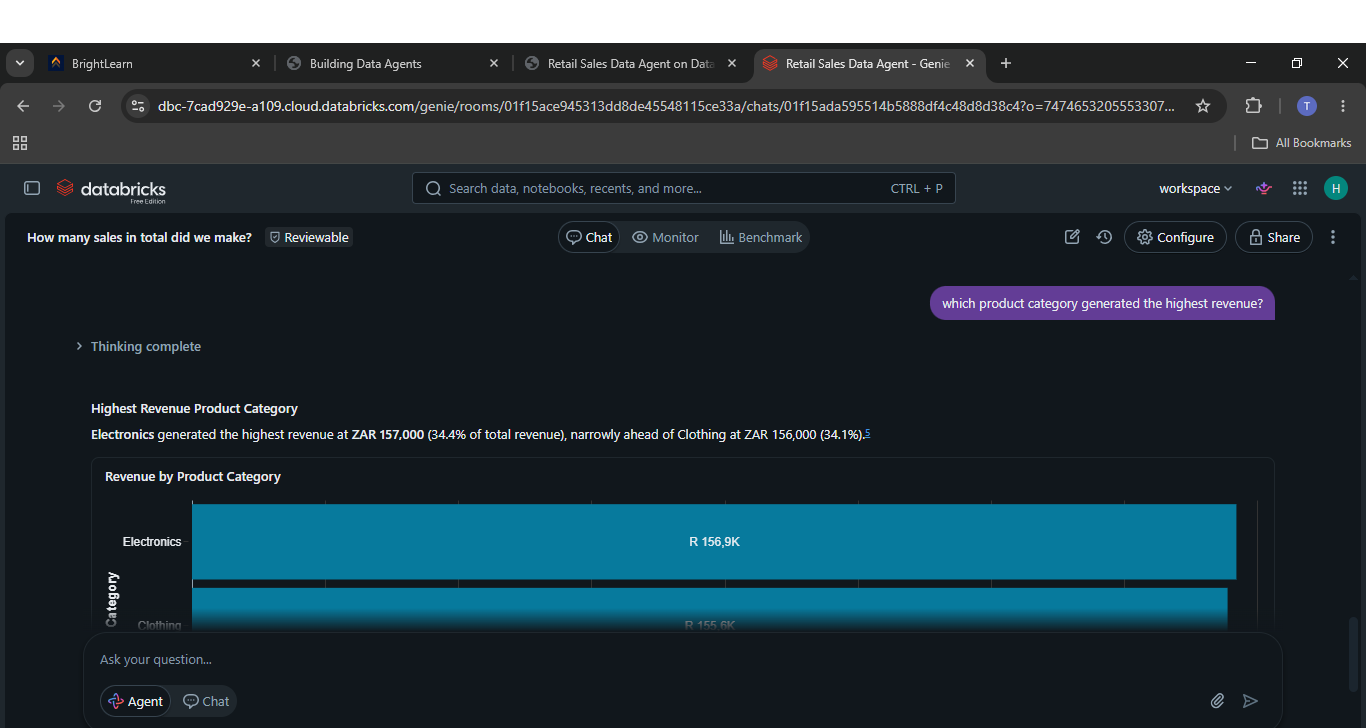 BrightLearn
Building Data Agents
Retail Sales Data Agent on Data
Retail Sales Data Agent - Genie
dbc-7cad929e-a109.cloud.databricks.com/genie/rooms/01f15ace945313dd8de45548115ce33a/chats/01f15ada595514b5888df4c48d8d38c4?o=7474653205553307...
T
All Bookmarks
databricks
Free Edition
Search data, notebooks, recents, and more...
CTRL + P
workspace
H
How many sales in total did we make?
Reviewable
Chat
Monitor
Benchmark
Configure
Share
which product category generated the highest revenue?
Thinking complete
Highest Revenue Product Category
Electronics generated the highest revenue at ZAR 157,000 (34.4% of total revenue), narrowly ahead of Clothing at ZAR 156,000 (34.1%).5
Revenue by Product Category
Electronics
R 156,9K
Category
Clothing
R 155,6K
Ask your question...
Agent
Chat